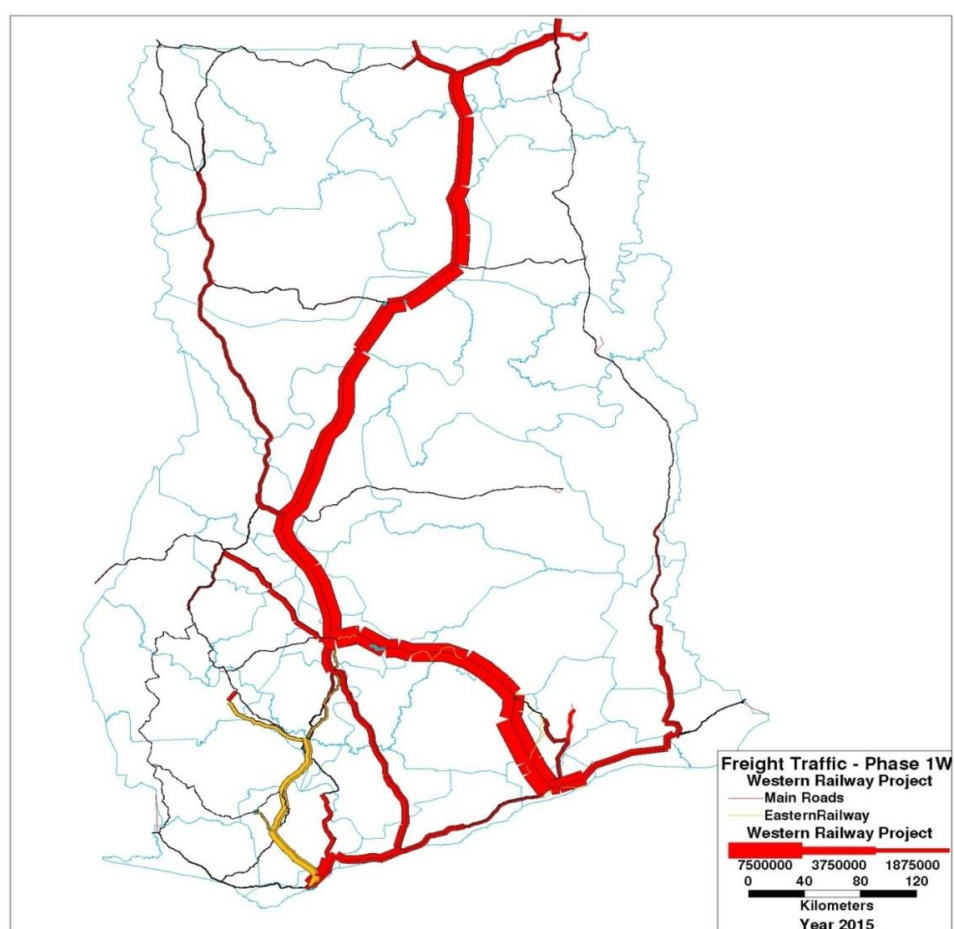 Freight Traffic - Phase 1W
Western Railway Project
Main Roads
EasternRailway
Western Railway Project
7500000 3750000 1875000
0 40 80 120
Kilometers
Year 2015